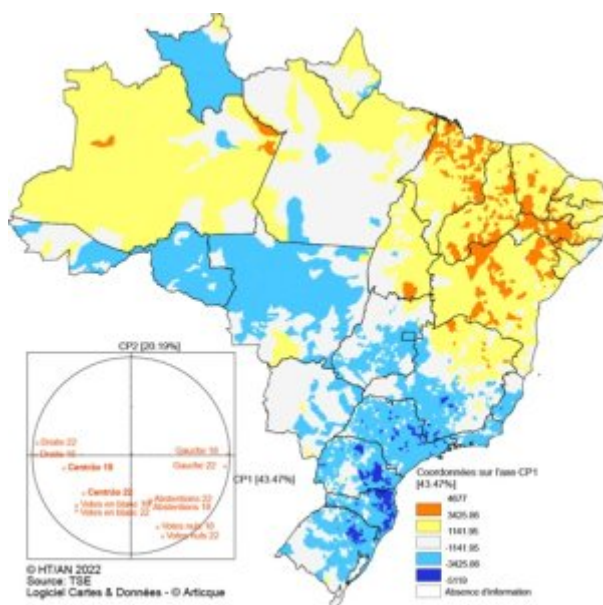 CP2 [20.19%]
Droite 22
Droite 18
Gauche 18
Centrão 18
Gauche 22
CP1 [43.47%]
Centrão 22
Abstentions 22
Votes en blanc 18
Abstentions 18
Votes en blanc 22
Votes nuls 18
Votes nuls 22
Coordonnées sur l'axe CP1
[43.47%]
4677
3425.86
1141.95
-1141.95
-3425.86
-5119
Absence d'information
© HT/AN 2022
Source: TSE
Logiciel Cartes & Données - © Articque